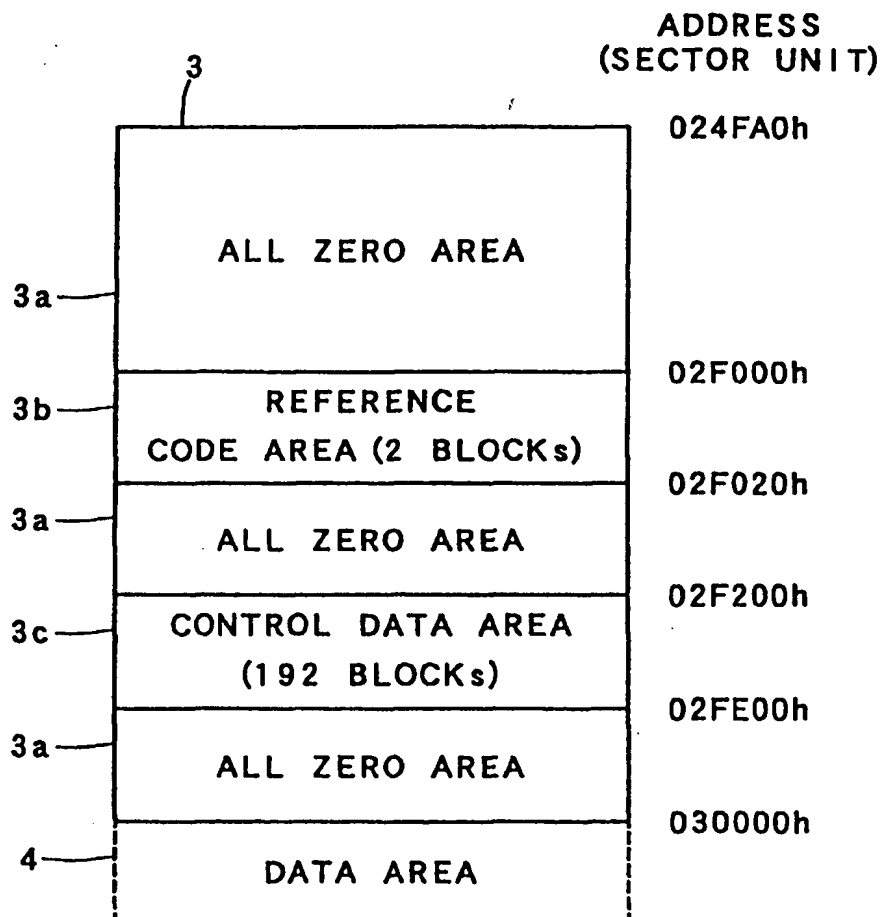 ADDRESS
(SECTOR UNIT)
3
024FA0h
ALL ZERO AREA
3a
02F000h
3b
REFERENCE
CODE AREA (2 BLOCKs)
02F020h
3a
ALL ZERO AREA
02F200h
3c
CONTROL DATA AREA
(192 BLOCKs)
02FE00h
3a
ALL ZERO AREA
030000h
4
DATA AREA